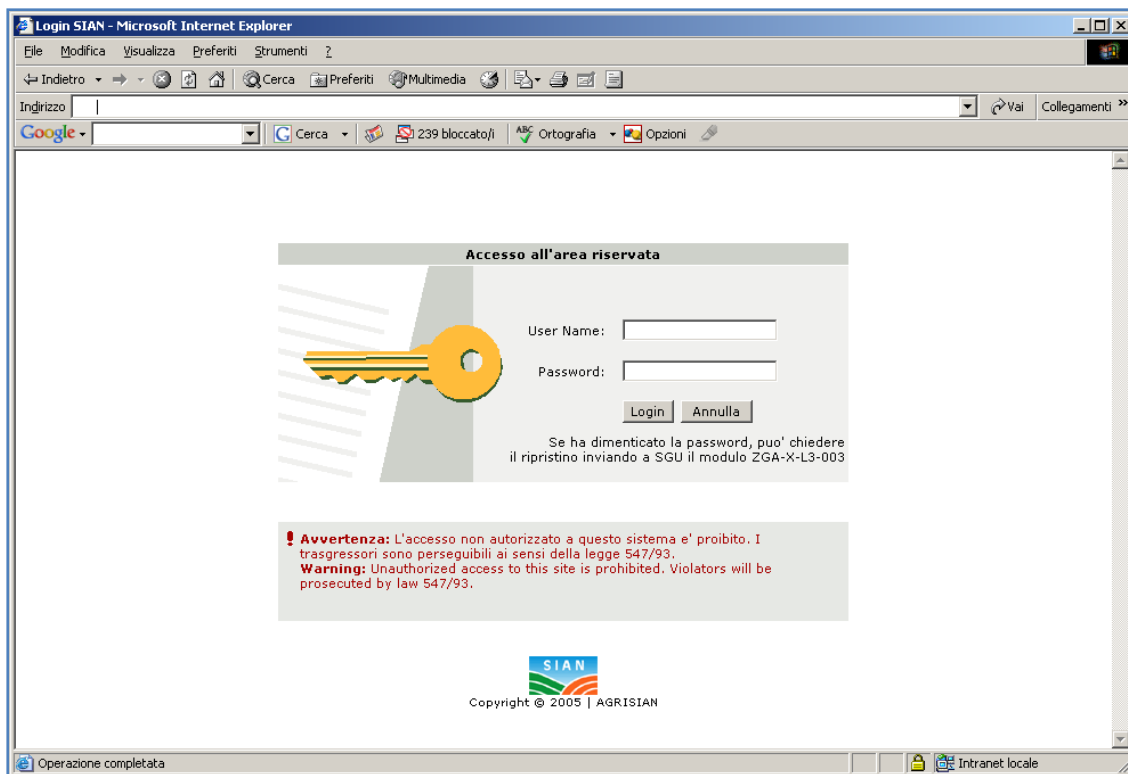 Login SIAN - Microsoft Internet Explorer
File Modifica Visualizza Preferiti Strumenti ?
Indietro Cerca Preferiti Multimedia
Indirizzo Vai Collegamenti »
Google Cerca 239 bloccato/i ABC Ortografia Opzioni
Accesso all'area riservata
User Name:
Password:
Login Annulla
Se ha dimenticato la password, puo' chiedere
il ripristino inviando a SGU il modulo ZGA-X-L3-003
Avvertenza: L'accesso non autorizzato a questo sistema e' proibito. I
trasgressori sono perseguibili ai sensi della legge 547/93.
Warning: Unauthorized access to this site is prohibited. Violators will be
prosecuted by law 547/93.
SIAN
Copyright © 2005 | AGRISIAN
Operazione completata Intranet locale